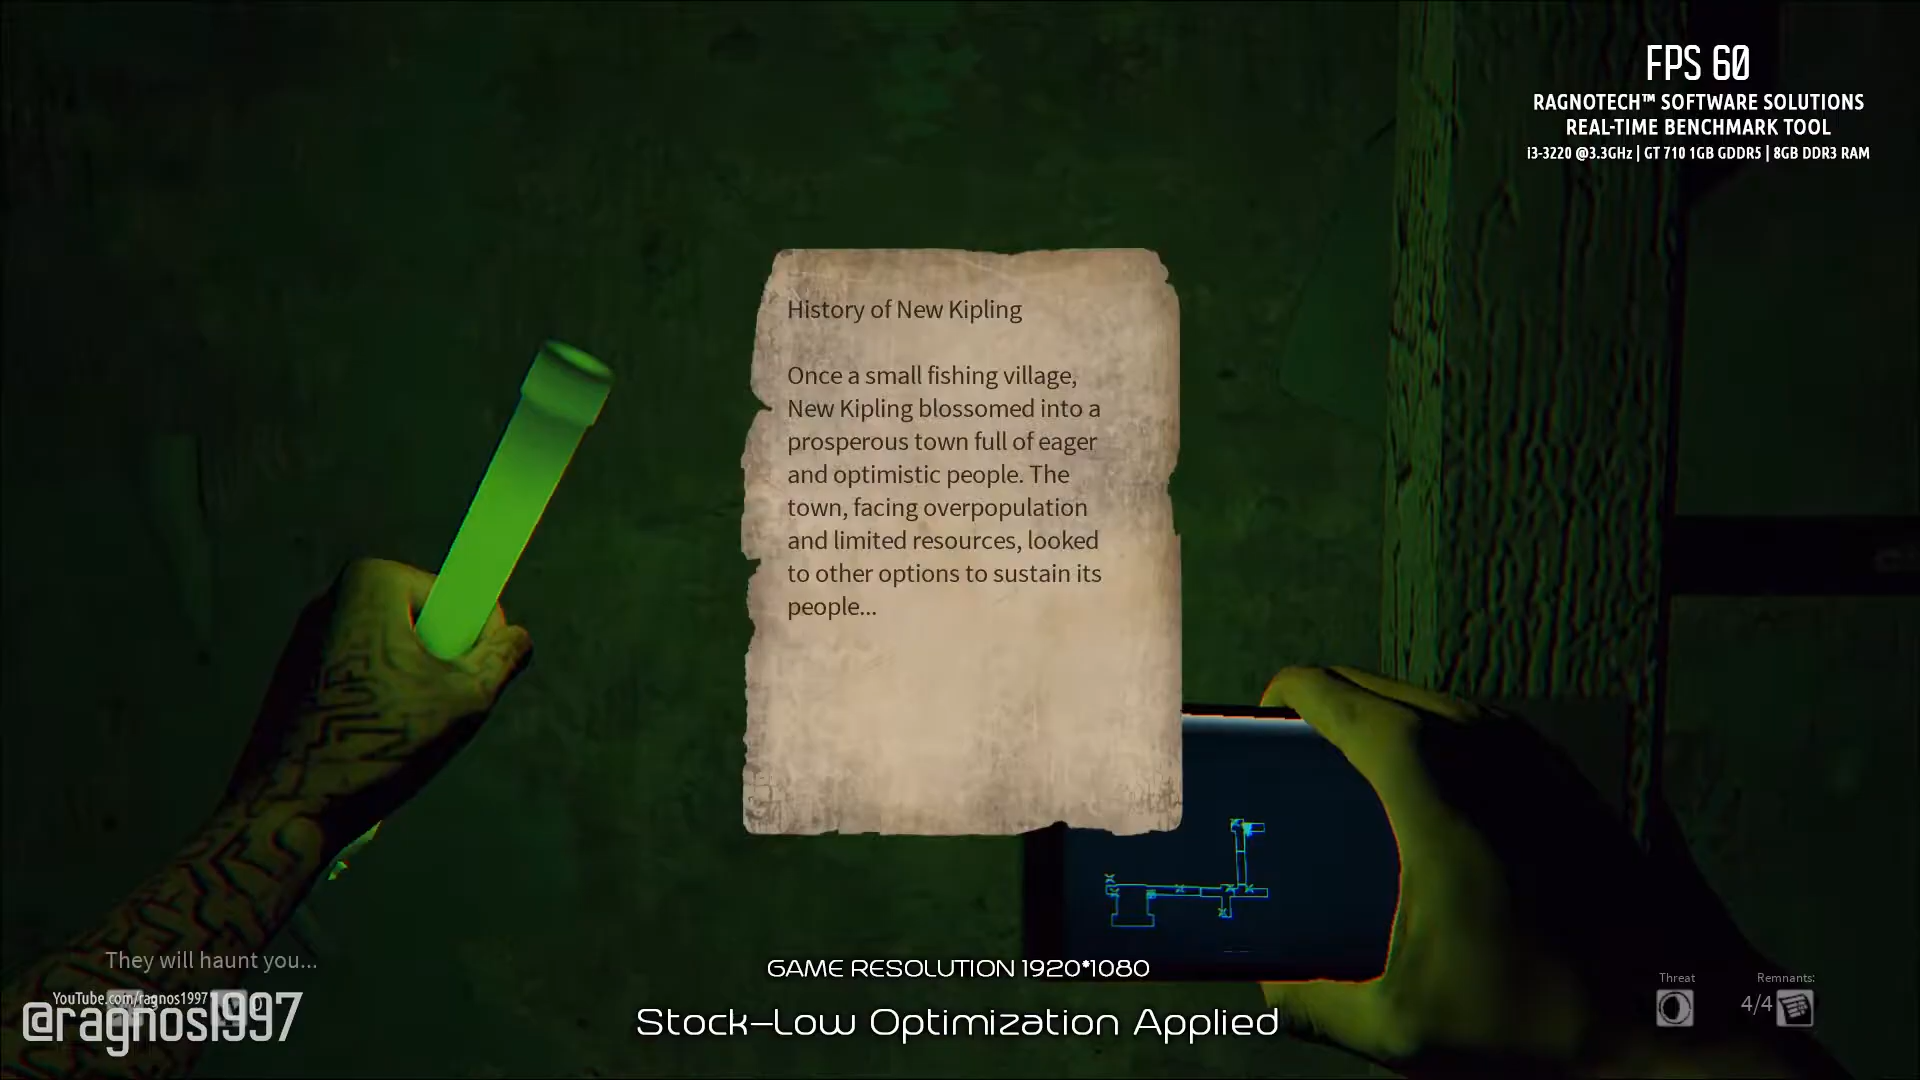 FPS 60
RAGNOTECH™ SOFTWARE SOLUTIONS
REAL-TIME BENCHMARK TOOL
i3-3220 @3.3GHz | GT 710 1GB GDDR5 | 8GB DDR3 RAM
History of New Kipling
Once a small fishing village,
New Kipling blossomed into a
prosperous town full of eager
and optimistic people. The
town, facing overpopulation
and limited resources, looked
to other options to sustain its
people...
They will haunt you...
YouTube.com/ragnos1997
@ragnos1997
GAME RESOLUTION 1920*1080
Stock-Low Optimization Applied
Threat
Remnants:
4/4